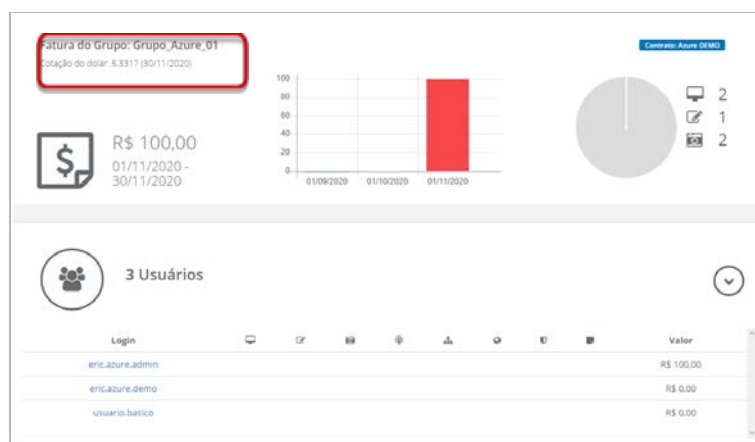 Fatura do Grupo: Grupo_Azure_01
Cotação do dolar: 5.3317 (30/11/2020)
Contrato: Azure DEMO
R$ 100,00
01/11/2020 -
30/11/2020
100
80
60
40
20
0
01/09/2020 01/10/2020 01/11/2020
2
1
2
3 Usuários
Login Valor
eric.azure.admin R$ 100,00
eric.azure.demo R$ 0,00
usuario.basico R$ 0,00